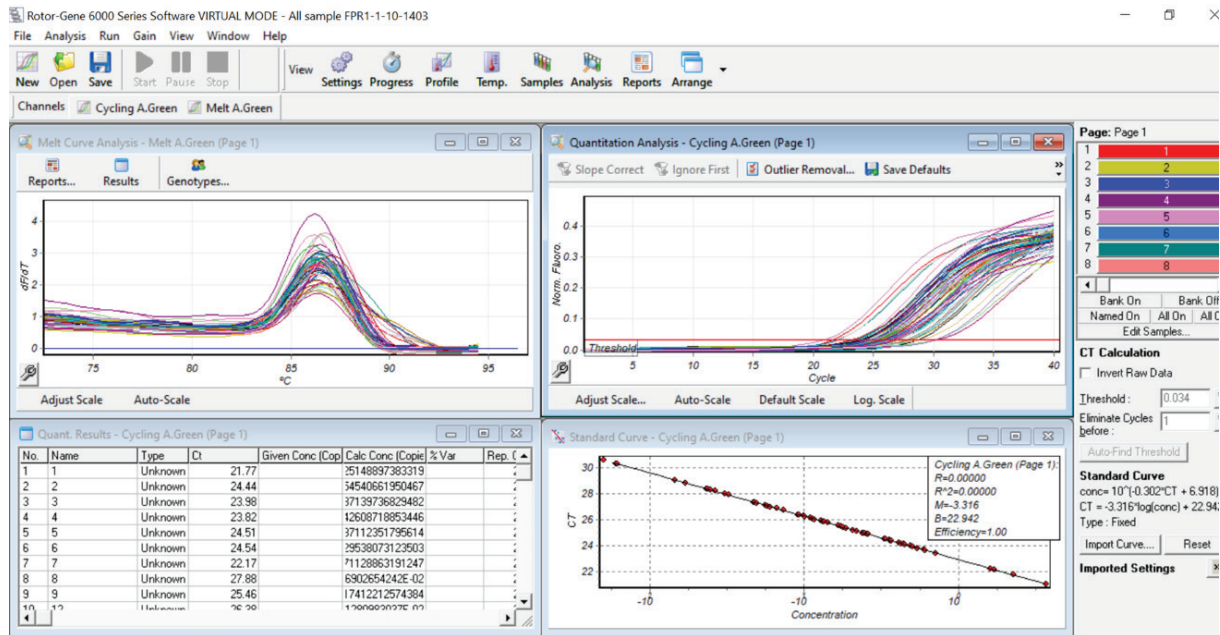 Rotor-Gene 6000 Series Software VIRTUAL MODE - All sample FPR1-1-10-1403
File Analysis Run Gain View Window Help
New Open Save Start Pause Stop View Settings Progress Profile Temp. Samples Analysis Reports Arrange
Channels Cycling A.Green Melt A.Green
Melt Curve Analysis - Melt A.Green (Page 1)
Reports... Results Genotypes...
4
3
2
1
0
dF/dT
75 80 85 90 95
ºC
Adjust Scale Auto-Scale
Quantitation Analysis - Cycling A.Green (Page 1)
Slope Correct Ignore First Outlier Removal... Save Defaults
0.4
0.3
0.2
0.1
0.0
Norm. Fluoro.
Threshold
5 10 15 20 25 30 35 40
Cycle
Adjust Scale... Auto-Scale Default Scale Log. Scale
Quant. Results - Cycling A.Green (Page 1)
No. Name Type Ct Given Conc (Cop Calc Conc (Copie % Var Rep.
1 1 Unknown 21.77
2 2 Unknown 24.44
3 3 Unknown 23.98
4 4 Unknown 23.82
5 5 Unknown 24.51
6 6 Unknown 24.54
7 7 Unknown 22.17
8 8 Unknown 27.88
9 9 Unknown 25.46
10 12 Unknown 26.38
Standard Curve - Cycling A.Green (Page 1)
30
28
26
24
22
CT
Cycling A.Green (Page 1):
R=0.00000
R^2=0.00000
M=-3.316
B=22.942
Efficiency=1.00
Concentration
Page: Page 1
1 1
2 2
3 3
4 4
5 5
6 6
7 7
8 8
Bank On Bank Off
Named On All On
Edit Samples...
CT Calculation
Invert Raw Data
Threshold : 0.034
Eliminate Cycles before : 1
Auto-Find Threshold
Standard Curve
conc= 10^(-0.302*CT + 6.918)
CT = -3.316*log(conc) + 22.942
Type : Fixed
Import Curve.... Reset
Imported Settings